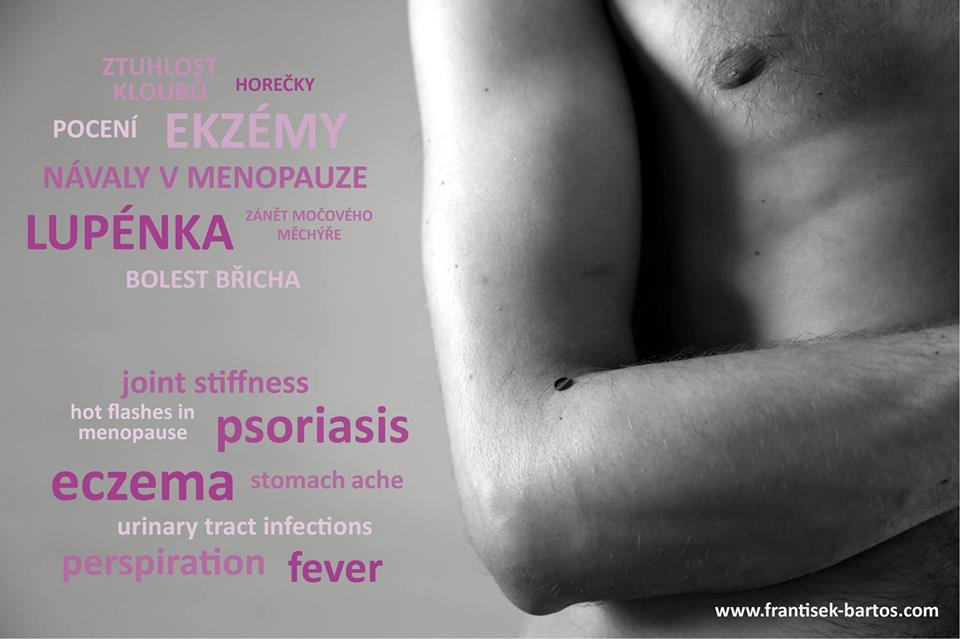 ZTUHLOST
KLOUBŮ
HOREČKY
POCENÍ
EKZÉMY
NÁVALY V MENOPAUZE
LUPÉNKA
ZÁNĚT MOČOVÉHO
MĚCHÝŘE
BOLEST BŘICHA
joint stiffness
hot flashes in
menopause
psoriasis
eczema
stomach ache
urinary tract infections
perspiration
fever
www.frantisek-bartos.com